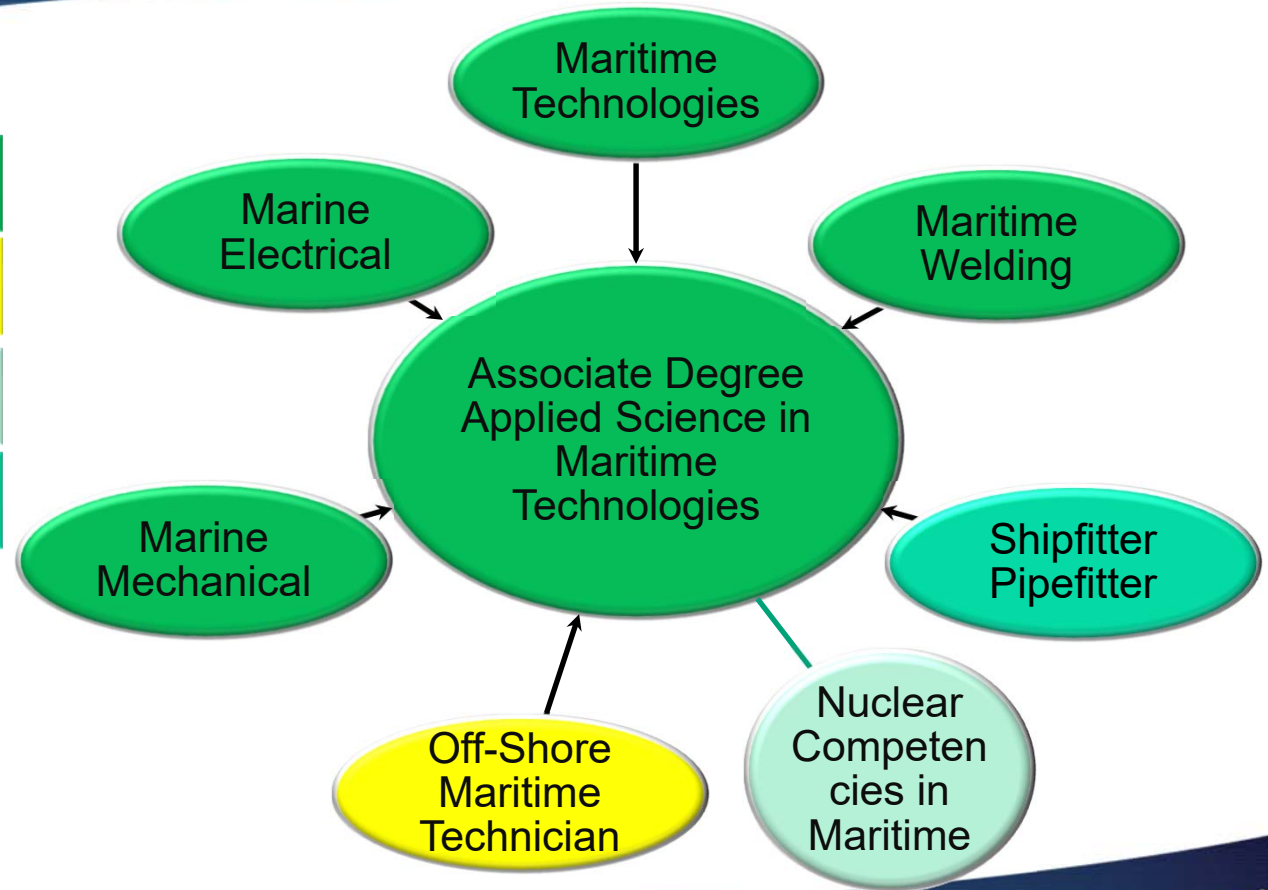 Maritime
Technologies
Marine
Electrical
Maritime
Welding
Associate Degree
Applied Science in
Maritime
Technologies
Marine
Mechanical
Shipfitter
Pipefitter
Off-Shore
Maritime
Technician
Nuclear
Competen
cies in
Maritime